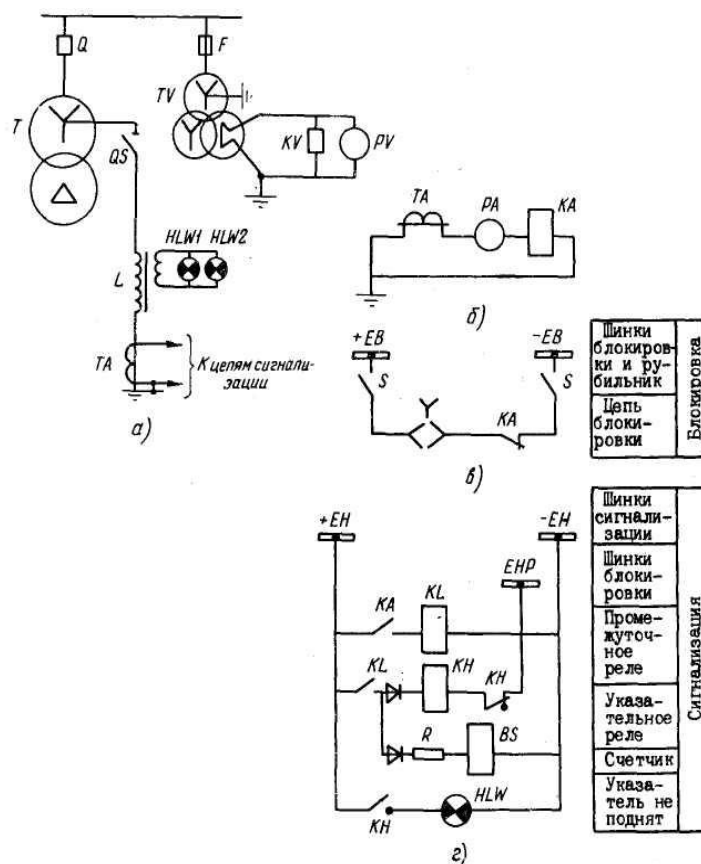 Q
F
T
TV
QS
KV
PV
HLW1 HLW2
L
TA
К цепям сигнали-
зации
а)
TA
PA
KA
б)
+EB
-EB
S
S
KA
в)
Шинки
блокиров-
ки и ру-
бильник
Цепь
блоки-
ровки
Блокировка
+EH
-EH
EHP
KA
KL
KL
KH
KH
R
BS
KH
HLW
г)
Шинки
сигнали-
зации
Шинки
блоки-
ровки
Проме-
жуточ-
ное
реле
Указа-
тельное
реле
Счетчик
Указа-
тель не
поднят
Сигнализация